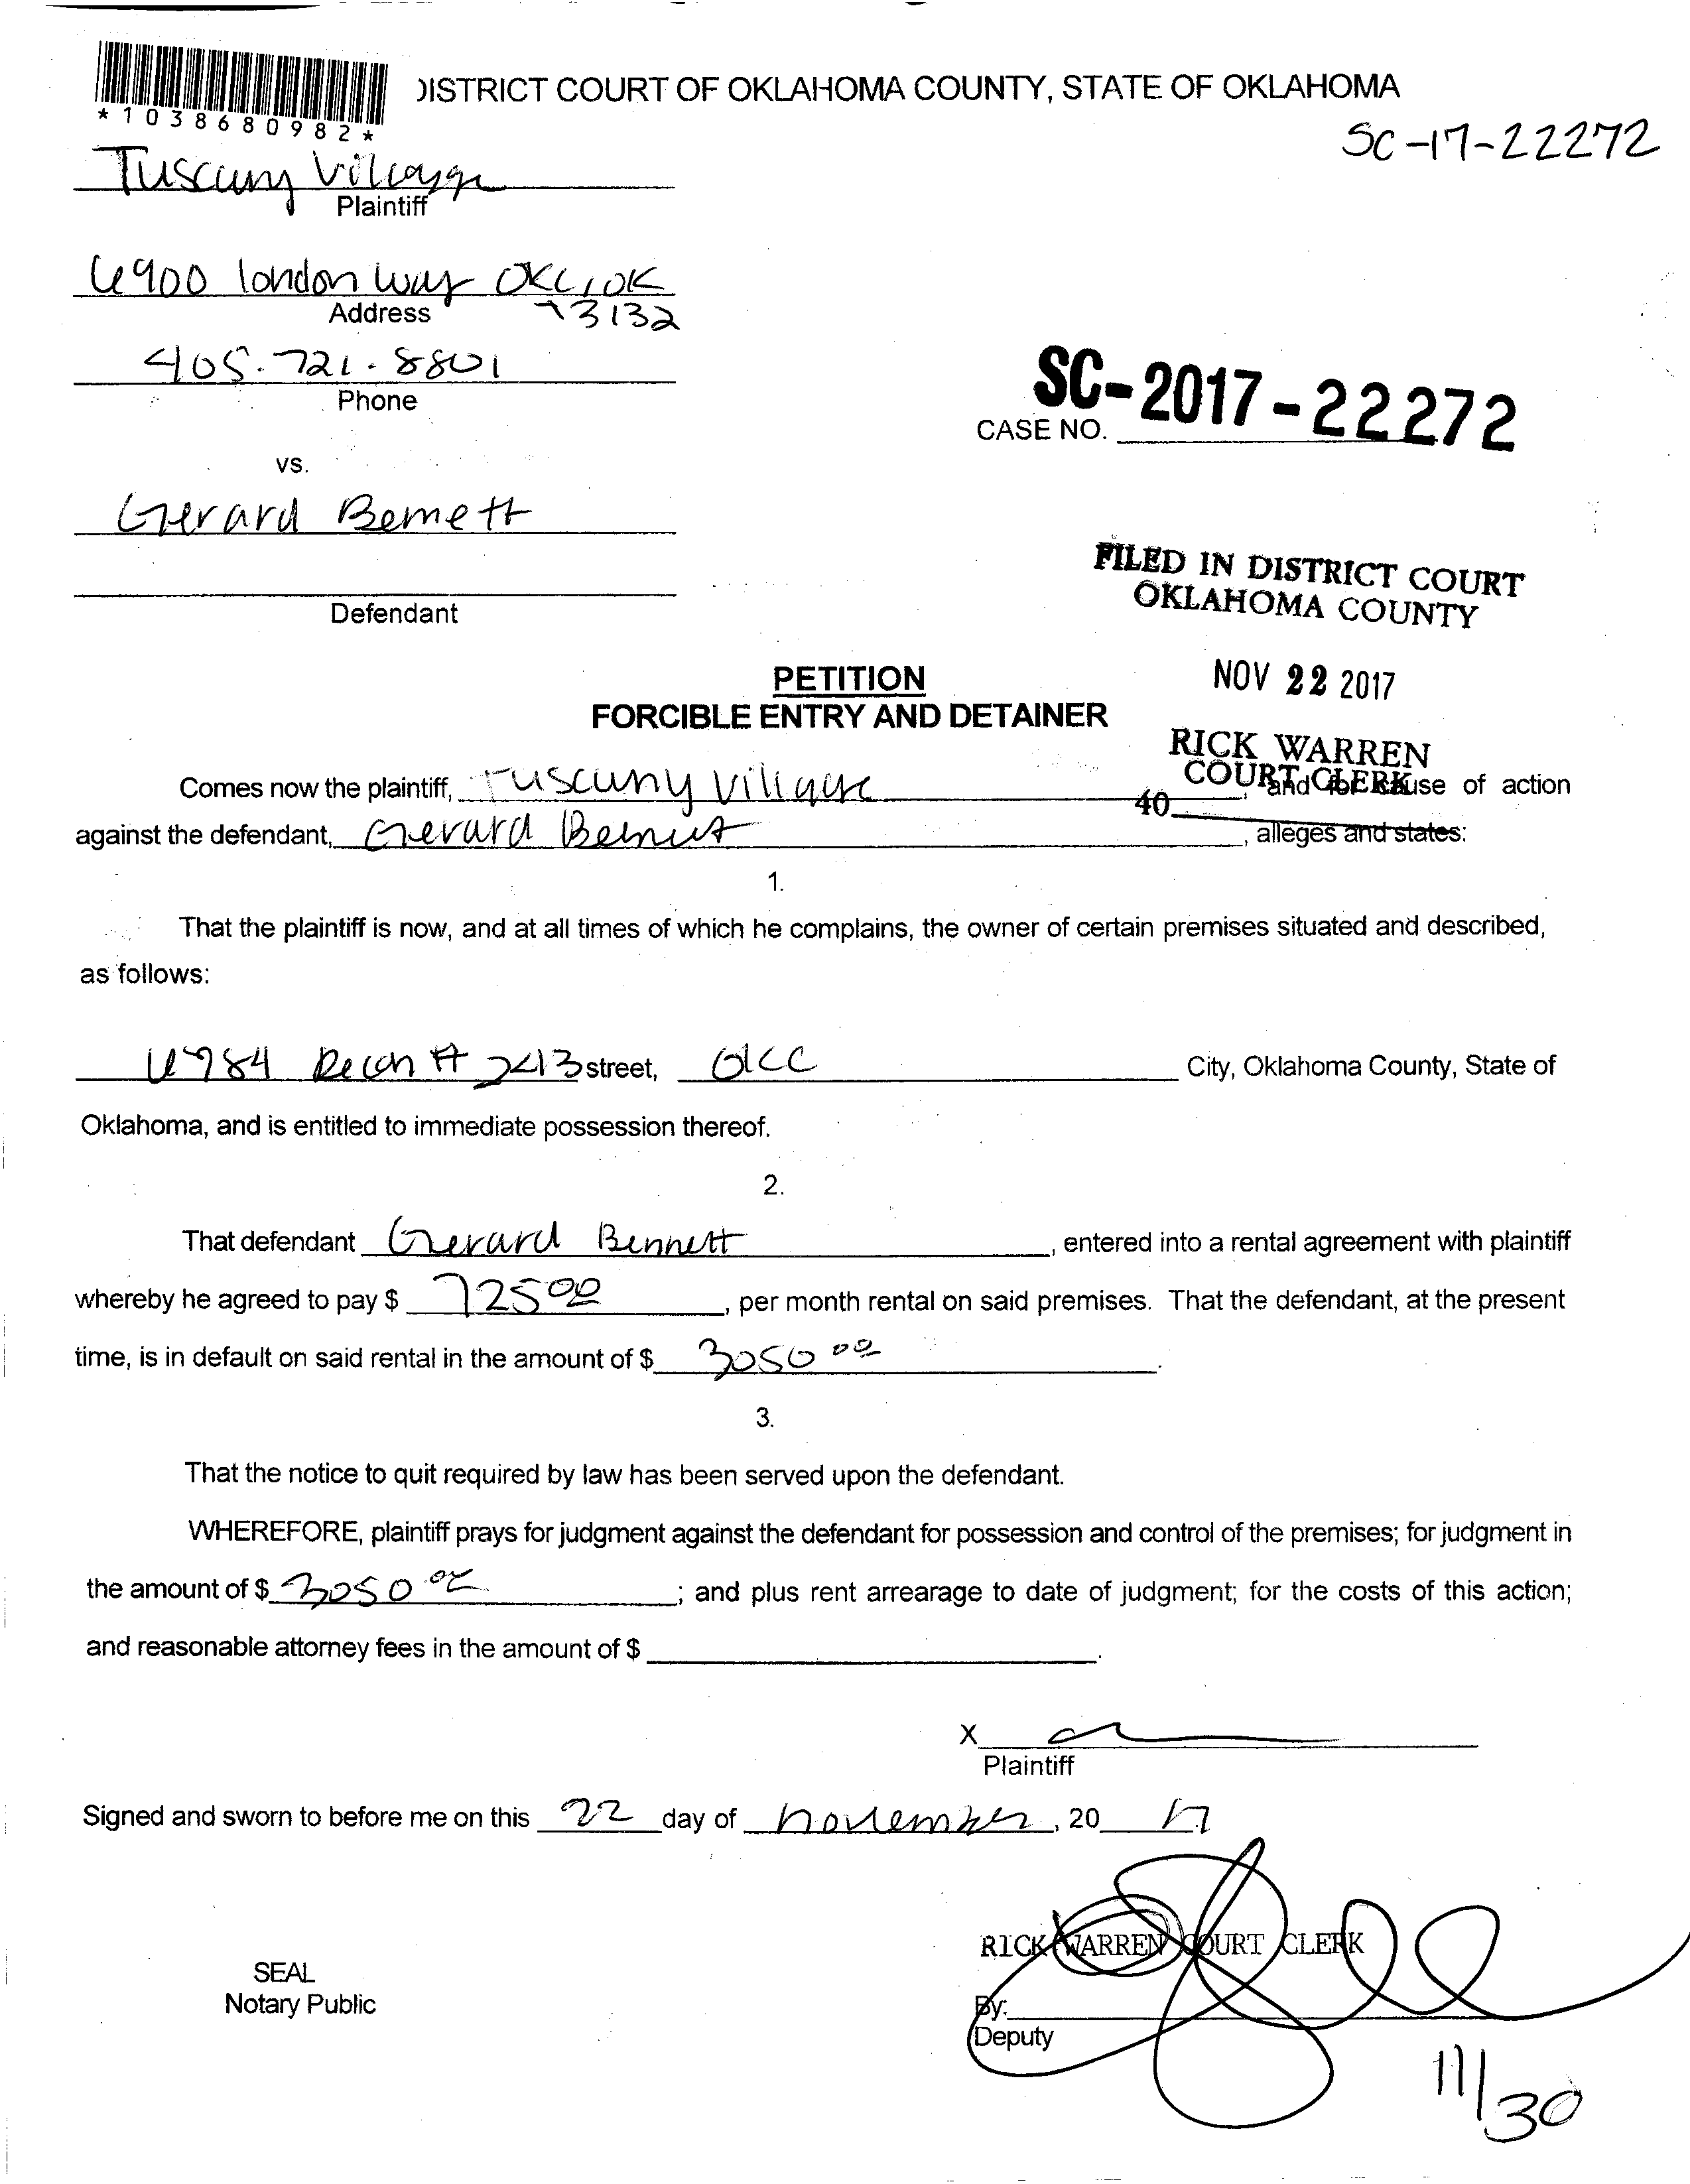 DISTRICT COURT OF OKLAHOMA COUNTY, STATE OF OKLAHOMA
*1038680982*
SC-17-22272
Tuscany Village
Plaintiff
6900 london way OKC, OK
Address 73132
405.721.8801
Phone
SC-2017-22272
CASE NO.
vs.
Gerard Bennett
Defendant
FILED IN DISTRICT COURT
OKLAHOMA COUNTY
PETITION
NOV 22 2017
FORCIBLE ENTRY AND DETAINER
RICK WARREN
COURT CLERK
40
Comes now the plaintiff, Tuscany Village, and for cause of action
against the defendant, Gerard Bennett, alleges and states:
1.
That the plaintiff is now, and at all times of which he complains, the owner of certain premises situated and described,
as follows:
6984 # 243 street, OKC City, Oklahoma County, State of
Oklahoma, and is entitled to immediate possession thereof.
2.
That defendant Gerard Bennett, entered into a rental agreement with plaintiff
whereby he agreed to pay $ 725 00, per month rental on said premises. That the defendant, at the present
time, is in default on said rental in the amount of $ 3050 00.
3.
That the notice to quit required by law has been served upon the defendant.
WHEREFORE, plaintiff prays for judgment against the defendant for possession and control of the premises; for judgment in
the amount of $ 3050 00; and plus rent arrearage to date of judgment; for the costs of this action;
and reasonable attorney fees in the amount of $
X
Plaintiff
Signed and sworn to before me on this 22 day of november, 20 17
RICK WARREN COURT CLERK
SEAL
Notary Public
By:
Deputy
11/30